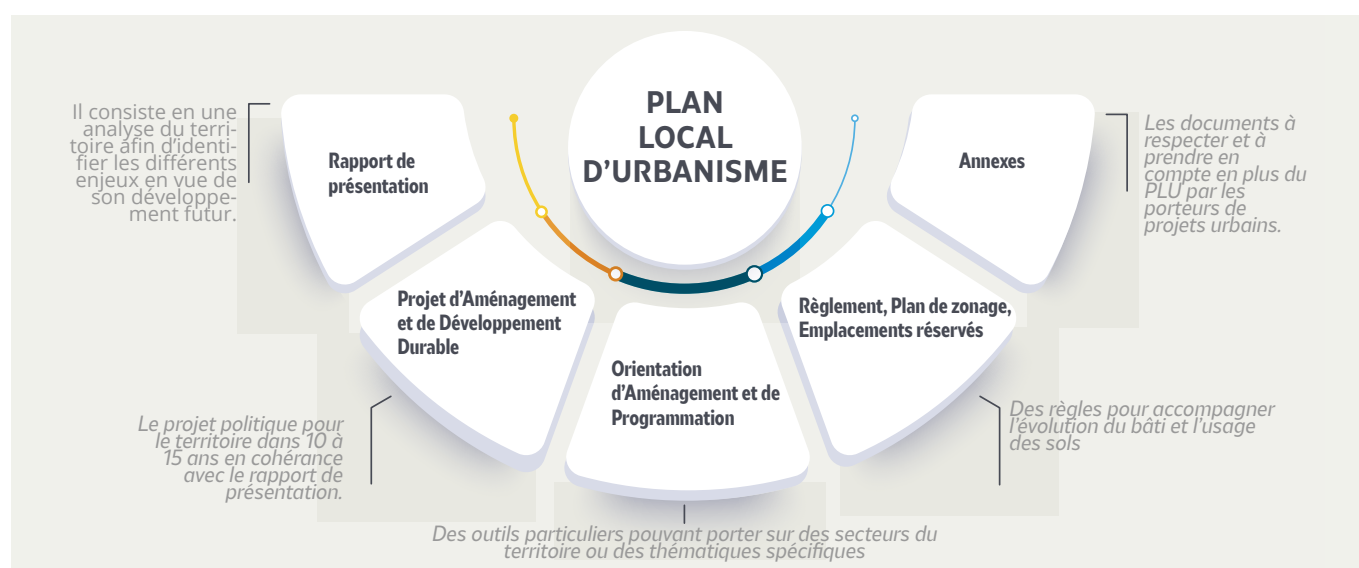 PLAN
LOCAL
D'URBANISME
Il consiste en une
analyse du terri-
toire afin d'identi-
fier les différents
enjeux en vue de
son développe-
ment futur.
Rapport de
présentation
Le projet politique pour
le territoire dans 10 à
15 ans en cohérance
avec le rapport de
présentation.
Projet d'Aménagement
et de Développement
Durable
Orientation
d'Aménagement et de
Programmation
Des outils particuliers pouvant porter sur des secteurs du
territoire ou des thématiques spécifiques
Règlement, Plan de zonage,
Emplacements réservés
Des règles pour accompagner
l'évolution du bâti et l'usage
des sols
Annexes
Les documents à
respecter et à
prendre en
compte en plus du
PLU par les
porteurs de
projets urbains.